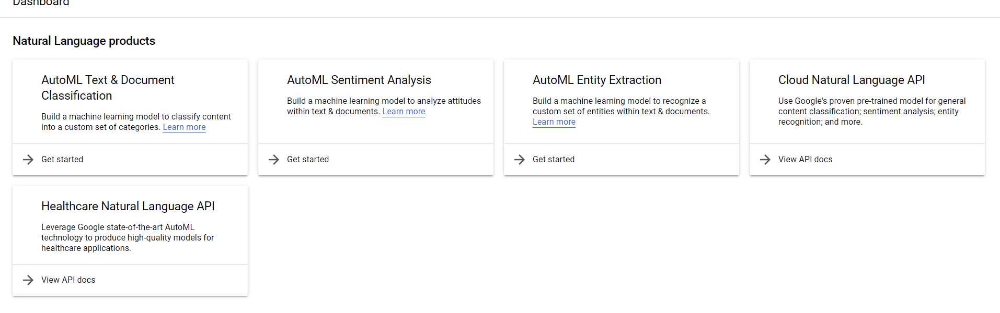 Dashboard
Natural Language products
AutoML Text & Document
Classification
Build a machine learning model to classify content
into a custom set of categories. Learn more
Get started
AutoML Sentiment Analysis
Build a machine learning model to analyze attitudes
within text & documents. Learn more
Get started
AutoML Entity Extraction
Build a machine learning model to recognize a
custom set of entities within text & documents.
Learn more
Get started
Cloud Natural Language API
Use Google's proven pre-trained model for general
content classification; sentiment analysis; entity
recognition; and more.
View API docs
Healthcare Natural Language API
Leverage Google state-of-the-art AutoML
technology to produce high-quality models for
healthcare applications.
View API docs